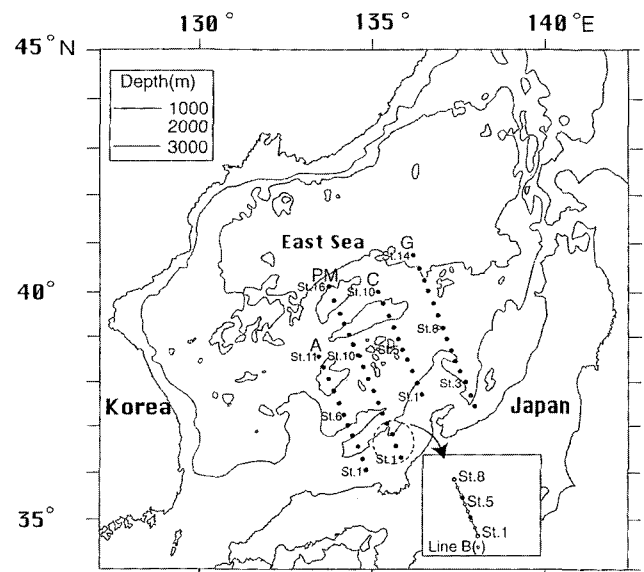 130° 135° 140°E
45°N
Depth(m)
1000
2000
3000
East Sea
G
St.14
PM
C
St.16
St.10
40°
St.8
A
St.11
St.10
St.3
Korea
St.1
Japan
St.6
St.1
St.1
St.8
St.5
St.1
Line B(•)
35°